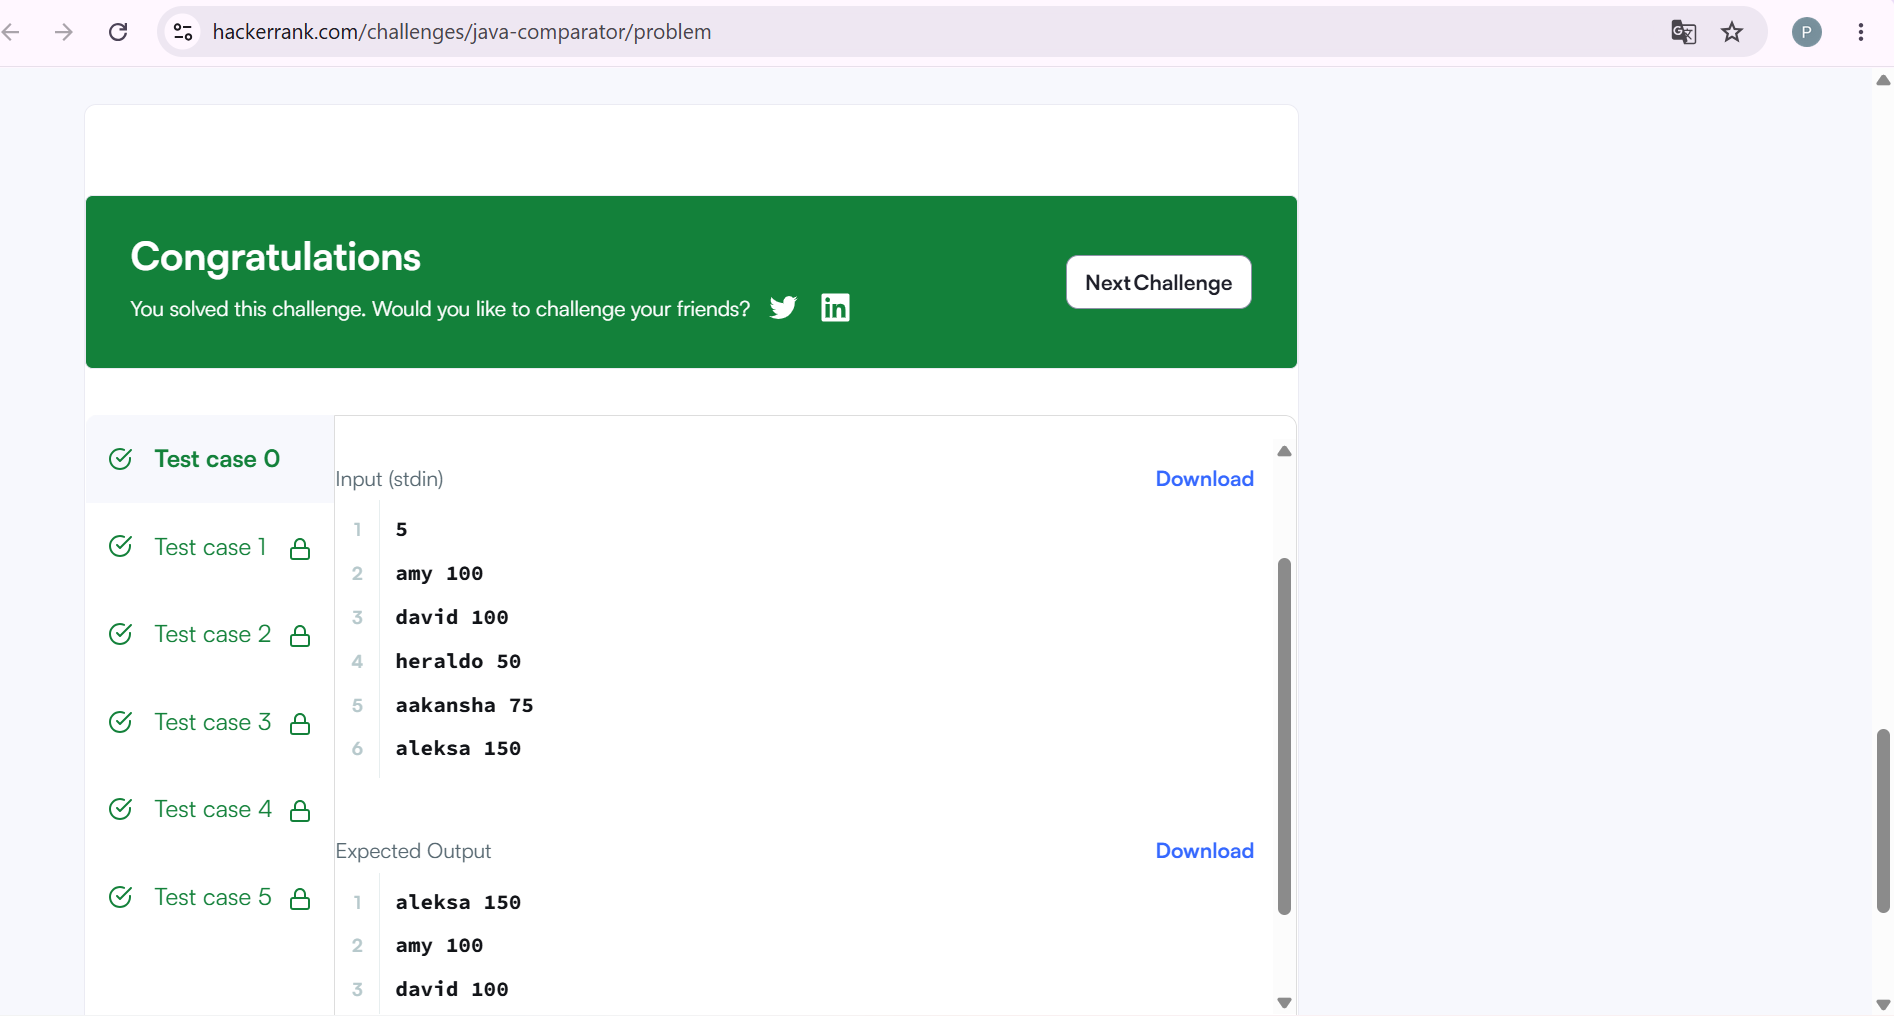 hackerrank.com/challenges/java-comparator/problem
P
Congratulations
You solved this challenge. Would you like to challenge your friends?
Next Challenge
Test case 0
Test case 1
Test case 2
Test case 3
Test case 4
Test case 5
Input (stdin)
Download
1 5
2 amy 100
3 david 100
4 heraldo 50
5 aakansha 75
6 aleksa 150
Expected Output
Download
1 aleksa 150
2 amy 100
3 david 100